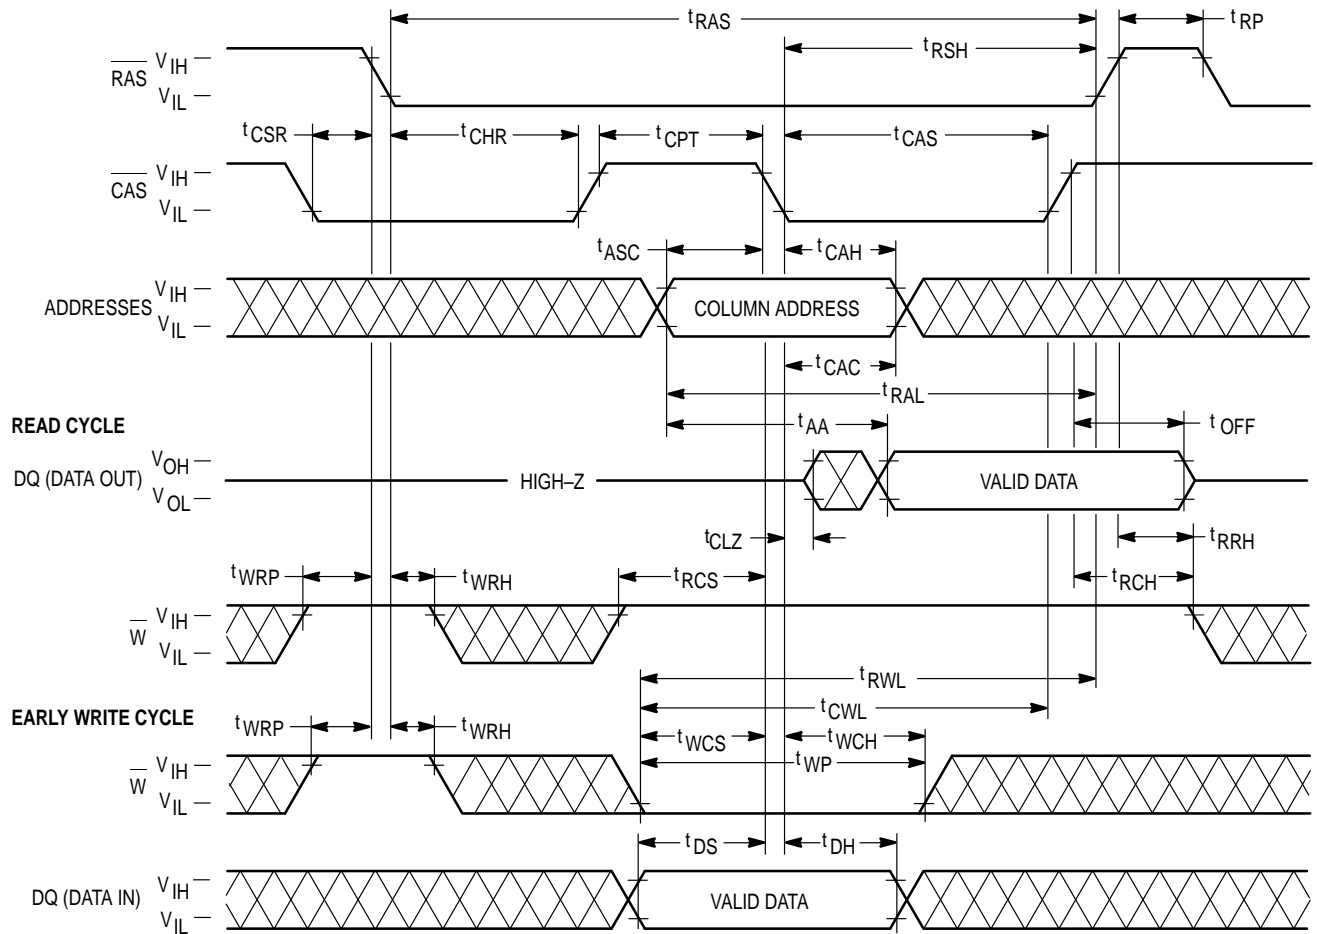 tRAS tRP
tRSH
RAS VIH
VIL
tCSR tCHR tCPT tCAS
CAS VIH
VIL
tASC tCAH
ADDRESSES VIH
VIL
COLUMN ADDRESS
tCAC
tRAL
READ CYCLE
tAA tOFF
DQ (DATA OUT) VOH
VOL
HIGH–Z VALID DATA
tCLZ tRRH
tWRP tWRH tRCS tRCH
W VIH
VIL
tRWL
EARLY WRITE CYCLE
tCWL
tWRP tWRH tWCS tWCH
tWP
W VIH
VIL
tDS tDH
DQ (DATA IN) VIH
VIL
VALID DATA